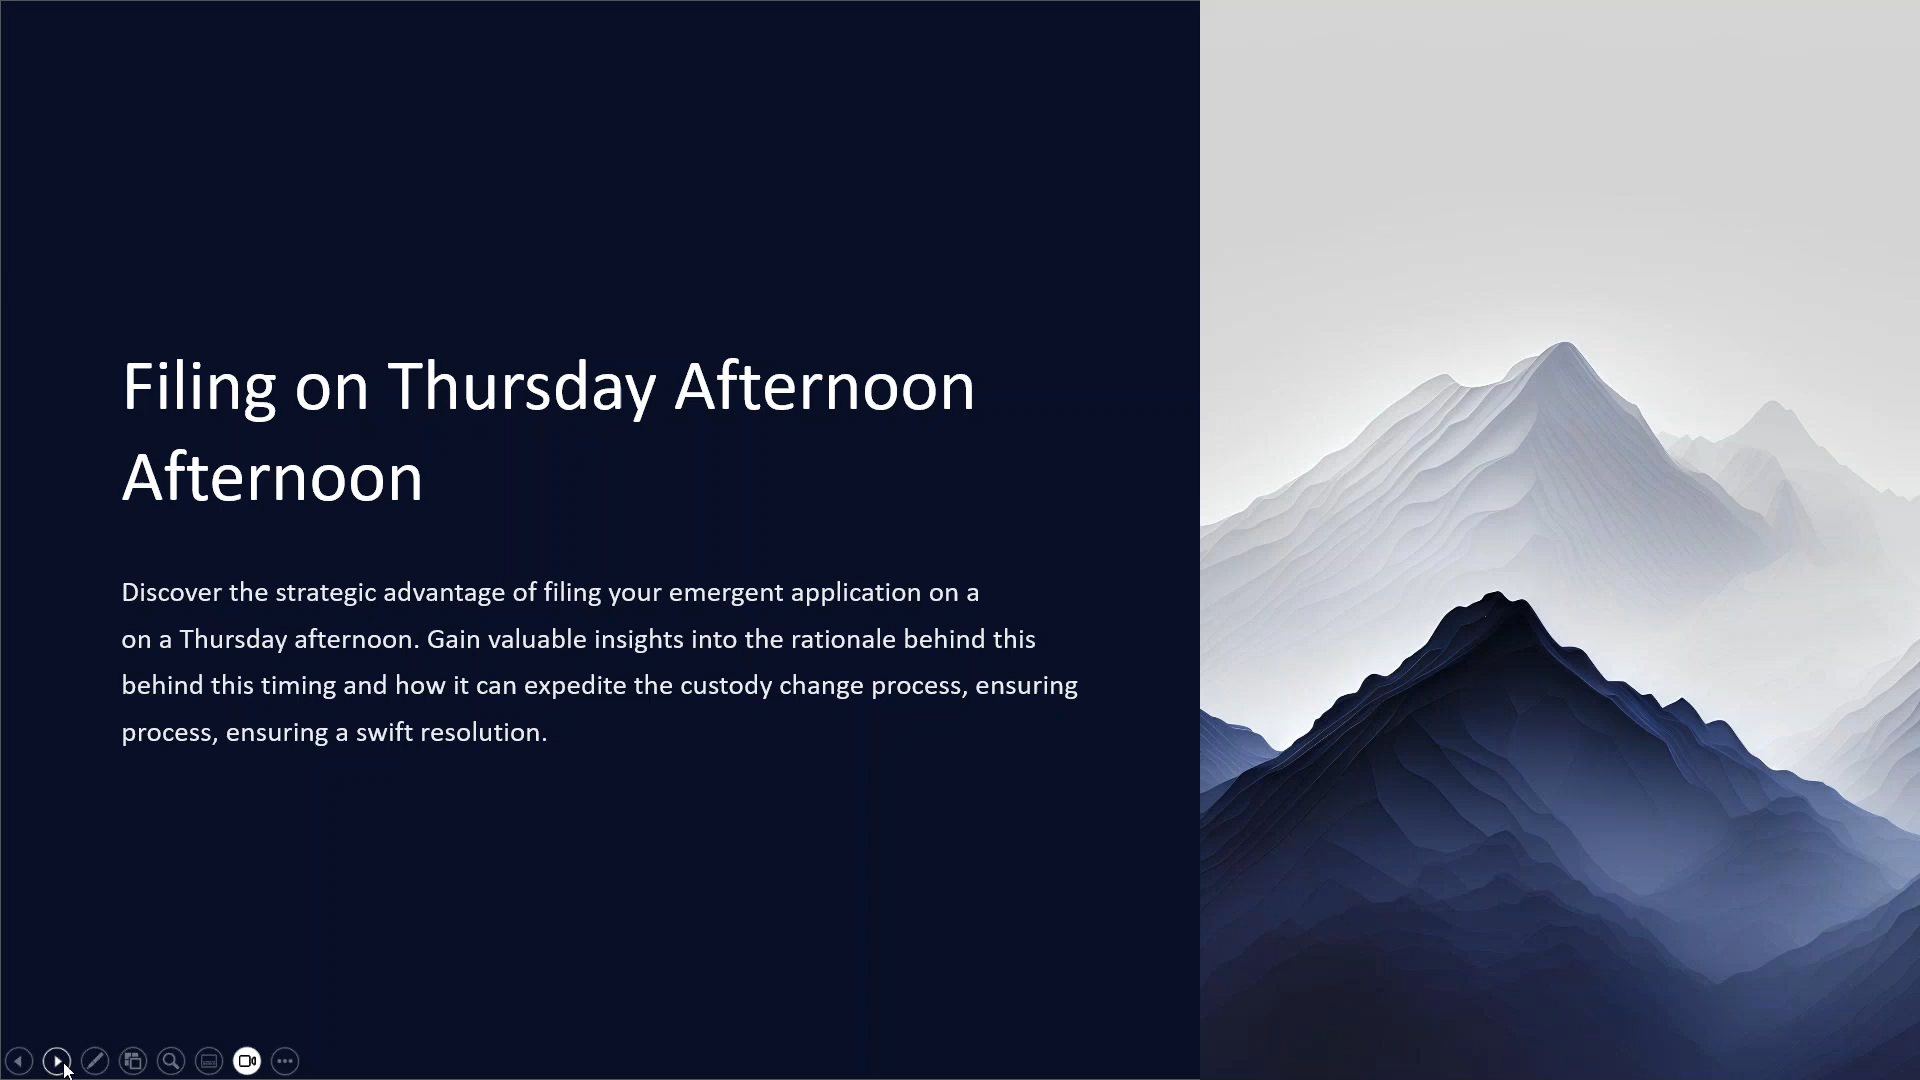 Filing on Thursday Afternoon
Afternoon
Discover the strategic advantage of filing your emergent application on a
on a Thursday afternoon. Gain valuable insights into the rationale behind this
behind this timing and how it can expedite the custody change process, ensuring
process, ensuring a swift resolution.